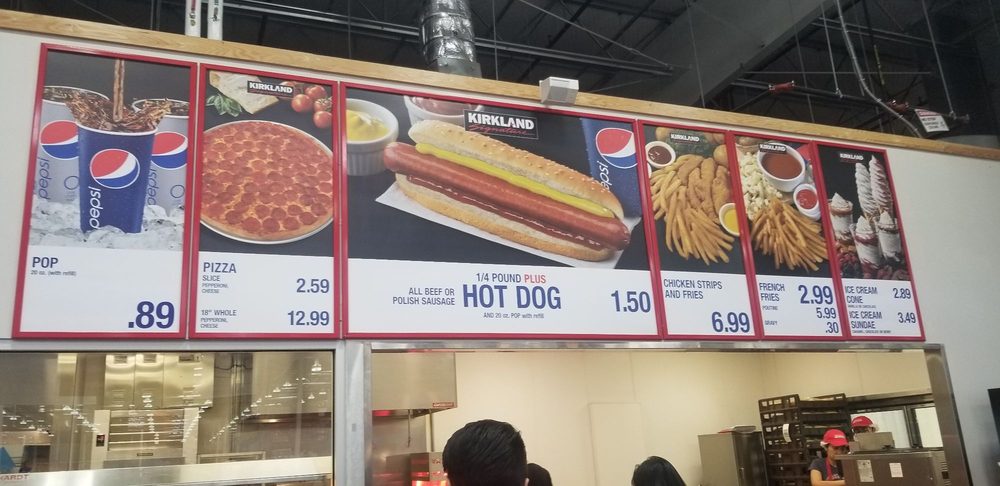 pepsi
pepsi
pepsi
POP
20 oz. (with refill)
.89
KIRKLAND
PIZZA
SLICE 2.59
PEPPERONI,
CHEESE
18" WHOLE 12.99
PEPPERONI,
CHEESE
KIRKLAND
Signature
pepsi
1/4 POUND PLUS
ALL BEEF OR
POLISH SAUSAGE
HOT DOG 1.50
AND 20 oz. POP with refill
KIRKLAND
CHICKEN STRIPS
AND FRIES
6.99
KIRKLAND
FRENCH
FRIES 2.99
POUTINE 5.99
GRAVY .30
KIRKLAND
ICE CREAM
CONE 2.89
ICE CREAM
SUNDAE 3.49